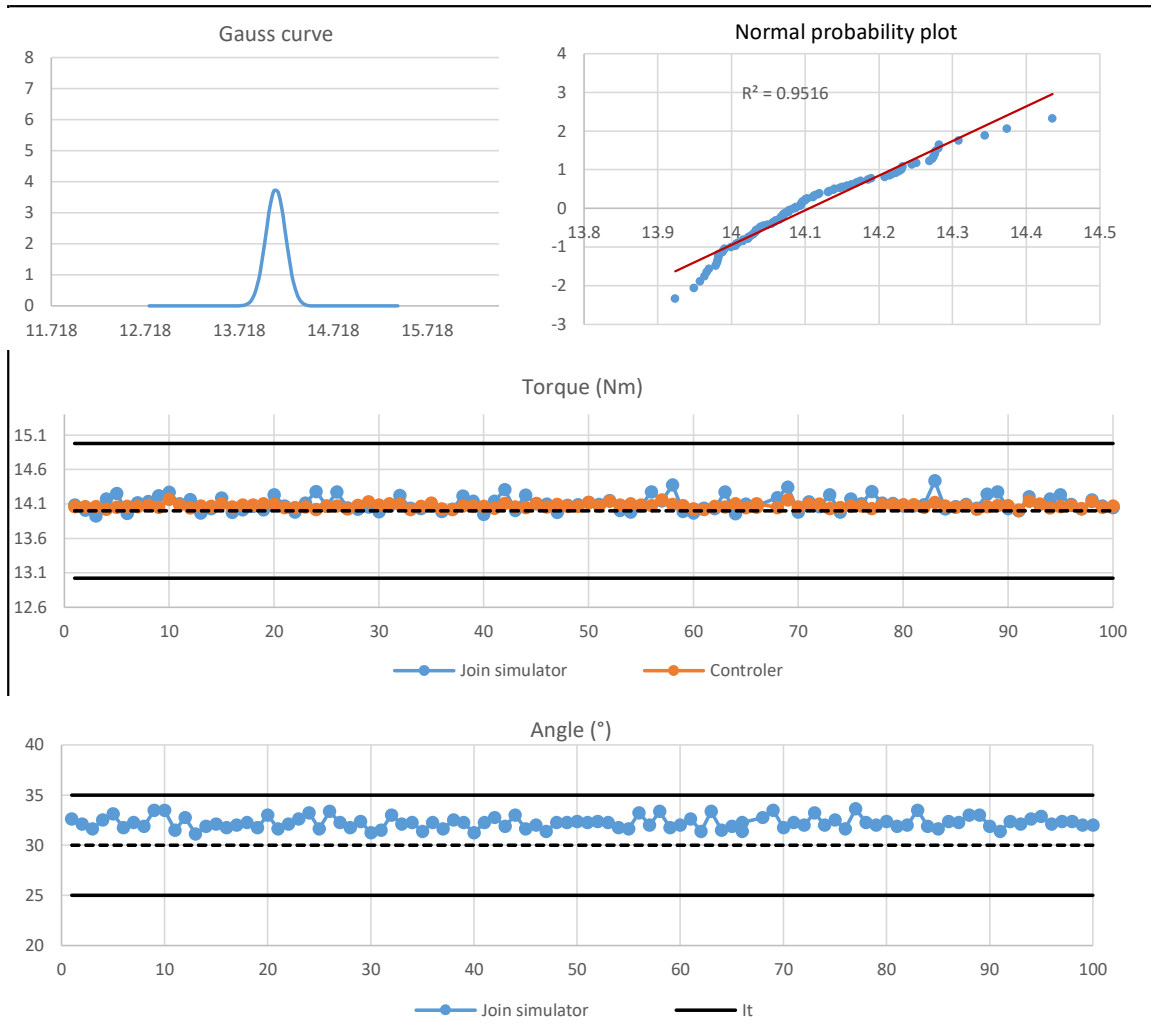 Gauss curve
8
7
6
5
4
3
2
1
0
11.718 12.718 13.718 14.718 15.718
Normal probability plot
4
3
2
1
0
-1
-2
-3
R² = 0.9516
13.8 13.9 14 14.1 14.2 14.3 14.4 14.5
Torque (Nm)
15.1
14.6
14.1
13.6
13.1
12.6
0 10 20 30 40 50 60 70 80 90 100
Join simulator Controler
Angle (°)
40
35
30
25
20
0 10 20 30 40 50 60 70 80 90 100
Join simulator It